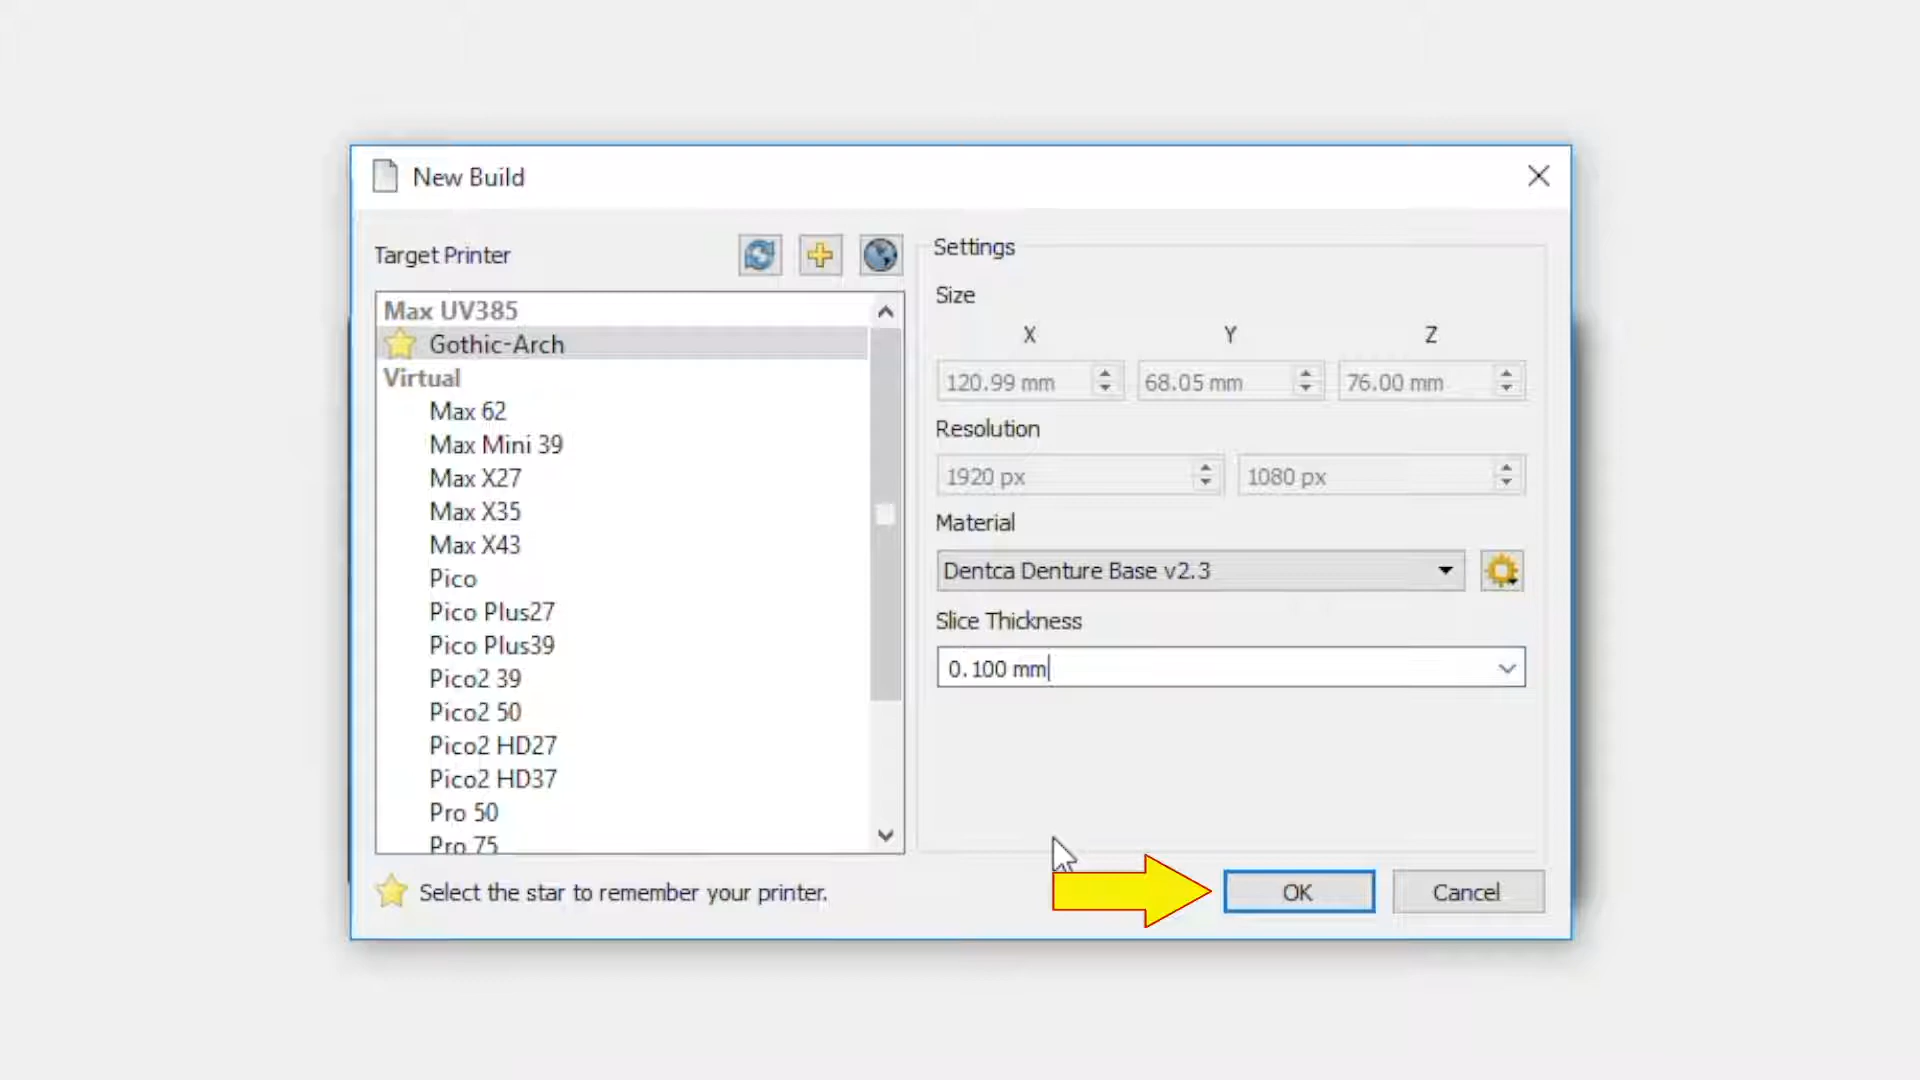 New Build
Target Printer
Max UV385
Gothic-Arch
Virtual
Max 62
Max Mini 39
Max X27
Max X35
Max X43
Pico
Pico Plus27
Pico Plus39
Pico2 39
Pico2 50
Pico2 HD27
Pico2 HD37
Pro 50
Pro 75
Select the star to remember your printer.
Settings
Size
X Y Z
120.99 mm 68.05 mm 76.00 mm
Resolution
1920 px 1080 px
Material
Dentca Denture Base v2.3
Slice Thickness
0.100 mm
OK Cancel